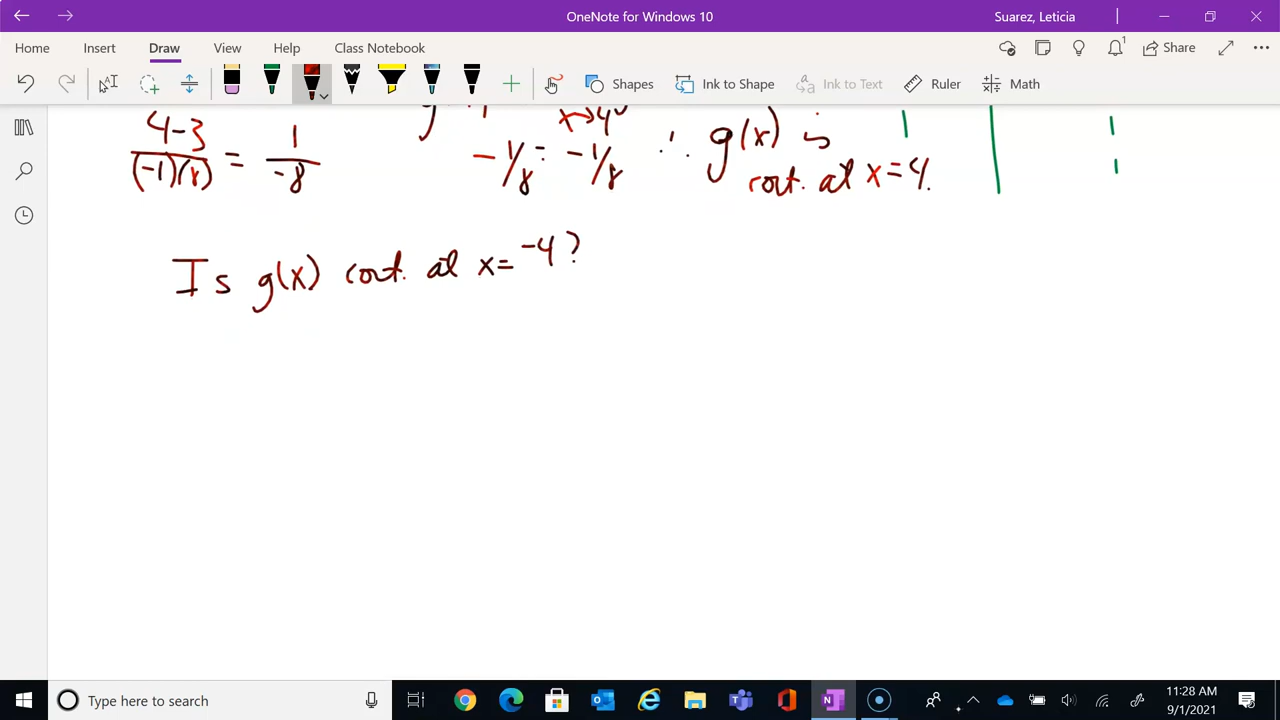 OneNote for Windows 10
Suarez, Leticia
Home Insert Draw View Help Class Notebook
Share
Shapes Ink to Shape Ink to Text Ruler Math
4-3
(-1)(8) = 1
-8
x→4
-1/8 = -1/8 ∴ g(x) is
cont. at x=4.
Is g(x) cont. at x=-4?
Type here to search
11:28 AM
9/1/2021